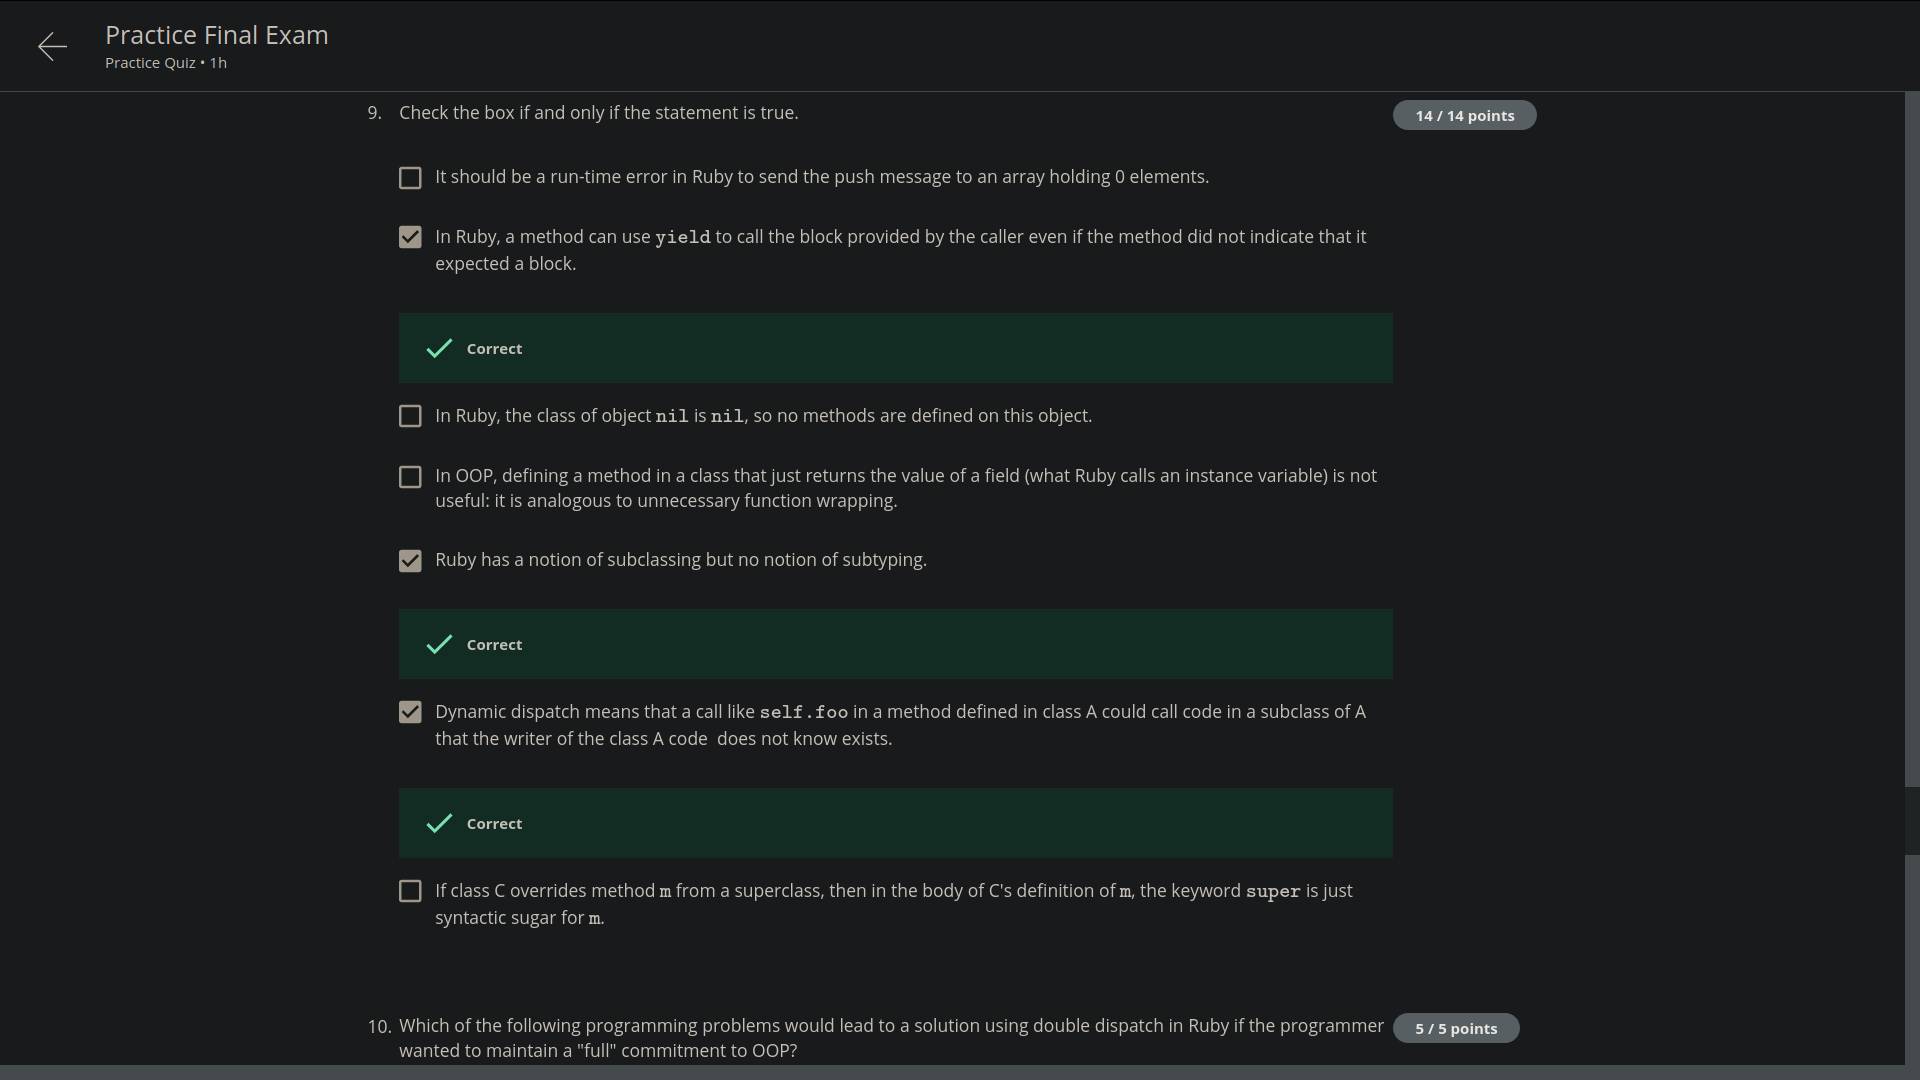 Practice Final Exam
Practice Quiz • 1h
9. Check the box if and only if the statement is true.
14 / 14 points
It should be a run-time error in Ruby to send the push message to an array holding 0 elements.
In Ruby, a method can use yield to call the block provided by the caller even if the method did not indicate that it
expected a block.
Correct
In Ruby, the class of object nil is nil, so no methods are defined on this object.
In OOP, defining a method in a class that just returns the value of a field (what Ruby calls an instance variable) is not
useful: it is analogous to unnecessary function wrapping.
Ruby has a notion of subclassing but no notion of subtyping.
Correct
Dynamic dispatch means that a call like self.foo in a method defined in class A could call code in a subclass of A
that the writer of the class A code  does not know exists.
Correct
If class C overrides method m from a superclass, then in the body of C's definition of m, the keyword super is just
syntactic sugar for m.
10. Which of the following programming problems would lead to a solution using double dispatch in Ruby if the programmer
5 / 5 points
wanted to maintain a "full" commitment to OOP?